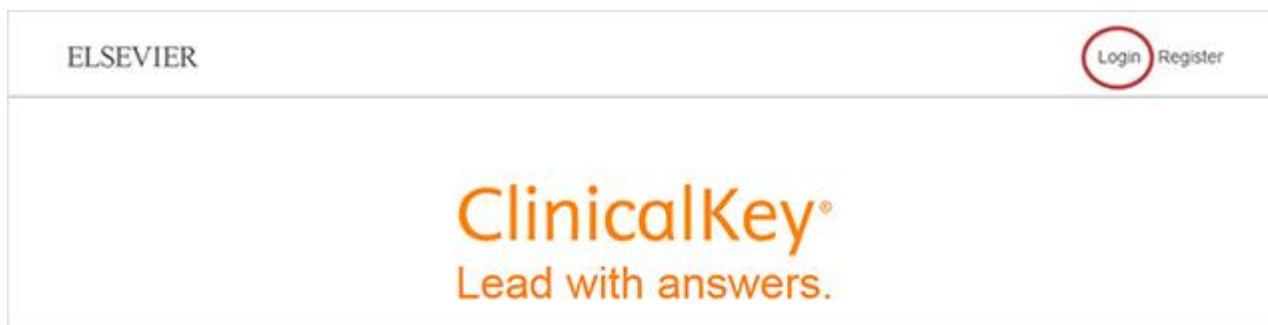 ELSEVIER
Login Register
ClinicalKey®
Lead with answers.